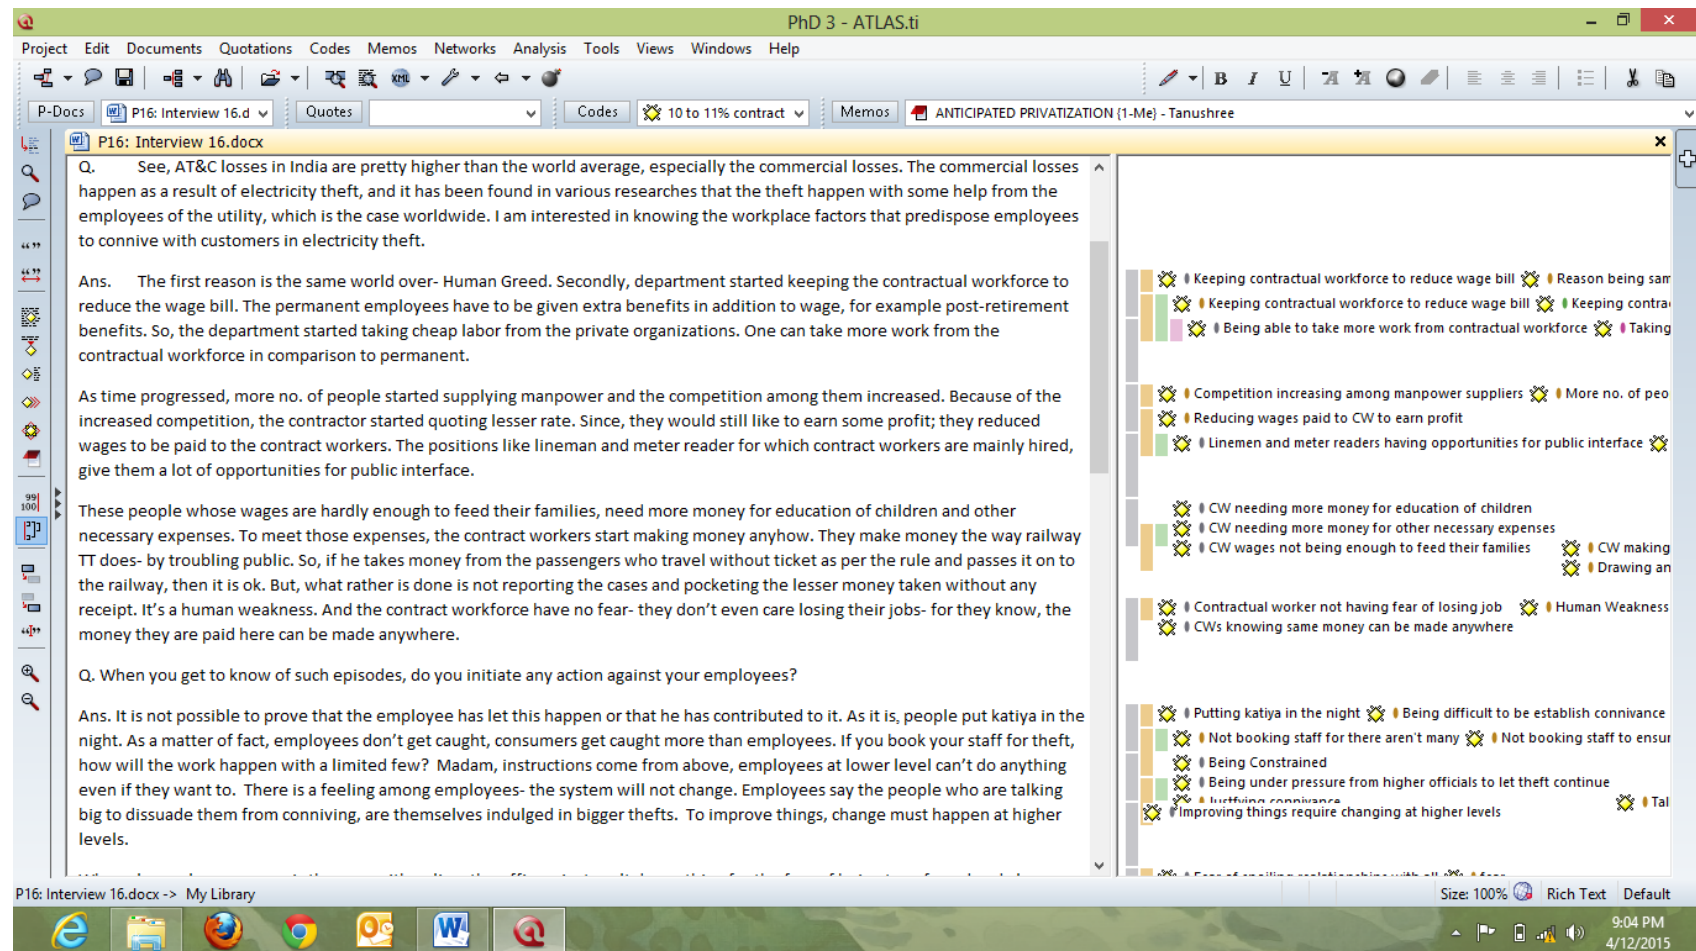 PhD 3 - ATLAS.ti
Project Edit Documents Quotations Codes Memos Networks Analysis Tools Views Windows Help
XML
B I U A A
P-Docs P16: Interview 16.d Quotes Codes 10 to 11% contract Memos ANTICIPATED PRIVATIZATION {1-Me} - Tanushree
P16: Interview 16.docx
Q. See, AT&C losses in India are pretty higher than the world average, especially the commercial losses. The commercial losses
happen as a result of electricity theft, and it has been found in various researches that the theft happen with some help from the
employees of the utility, which is the case worldwide. I am interested in knowing the workplace factors that predispose employees
to connive with customers in electricity theft.
Ans. The first reason is the same world over- Human Greed. Secondly, department started keeping the contractual workforce to
reduce the wage bill. The permanent employees have to be given extra benefits in addition to wage, for example post-retirement
benefits. So, the department started taking cheap labor from the private organizations. One can take more work from the
contractual workforce in comparison to permanent.
As time progressed, more no. of people started supplying manpower and the competition among them increased. Because of the
increased competition, the contractor started quoting lesser rate. Since, they would still like to earn some profit; they reduced
wages to be paid to the contract workers. The positions like lineman and meter reader for which contract workers are mainly hired,
give them a lot of opportunities for public interface.
These people whose wages are hardly enough to feed their families, need more money for education of children and other
necessary expenses. To meet those expenses, the contract workers start making money anyhow. They make money the way railway
TT does- by troubling public. So, if he takes money from the passengers who travel without ticket as per the rule and passes it on to
the railway, then it is ok. But, what rather is done is not reporting the cases and pocketing the lesser money taken without any
receipt. It's a human weakness. And the contract workforce have no fear- they don't even care losing their jobs- for they know, the
money they are paid here can be made anywhere.
Q. When you get to know of such episodes, do you initiate any action against your employees?
Ans. It is not possible to prove that the employee has let this happen or that he has contributed to it. As it is, people put katiya in the
night. As a matter of fact, employees don't get caught, consumers get caught more than employees. If you book your staff for theft,
how will the work happen with a limited few? Madam, instructions come from above, employees at lower level can't do anything
even if they want to. There is a feeling among employees- the system will not change. Employees say the people who are talking
big to dissuade them from conniving, are themselves indulged in bigger thefts. To improve things, change must happen at higher
levels.
Keeping contractual workforce to reduce wage bill Reason being sam
Keeping contractual workforce to reduce wage bill Keeping contra
Being able to take more work from contractual workforce Taking
Competition increasing among manpower suppliers More no. of peo
Reducing wages paid to CW to earn profit
Linemen and meter readers having opportunities for public interface
CW needing more money for education of children
CW needing more money for other necessary expenses
CW wages not being enough to feed their families CW making
Drawing an
Contractual worker not having fear of losing job Human Weakness
CWs knowing same money can be made anywhere
Putting katiya in the night Being difficult to be establish connivance
Not booking staff for there aren't many Not booking staff to ensur
Being Constrained
Being under pressure from higher officials to let theft continue
Justfying connivance Tal
Improving things require changing at higher levels
99 100
P16: Interview 16.docx -> My Library Size: 100% Rich Text Default
9:04 PM
4/12/2015